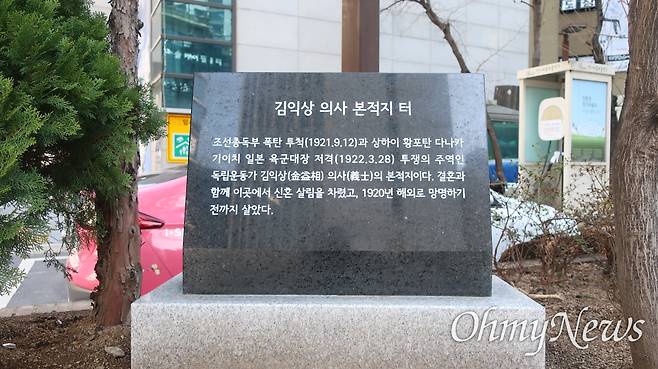 김익상 의사 본적지 터
조선총독부 폭탄 투척(1921.9.12)과 상하이 황포탄 다나카
기이치 일본 육군대장 저격(1922.3.28) 투쟁의 주역인
독립운동가 김익상(金益相) 의사(義士)의 본적지이다. 결혼과
함께 이곳에서 신혼 살림을 차렸고, 1920년 해외로 망명하기
전까지 살았다.
OhmyNews